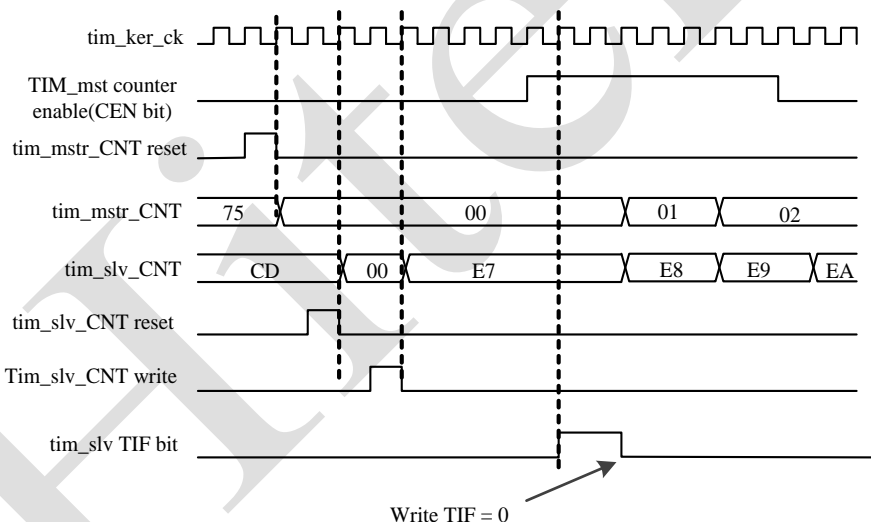 tim_ker_ck
TIM_mst counter
enable(CEN bit)
tim_mstr_CNT reset
tim_mstr_CNT 75 00 01 02
tim_slv_CNT CD 00 E7 E8 E9 EA
tim_slv_CNT reset
Tim_slv_CNT write
tim_slv TIF bit
Write TIF = 0